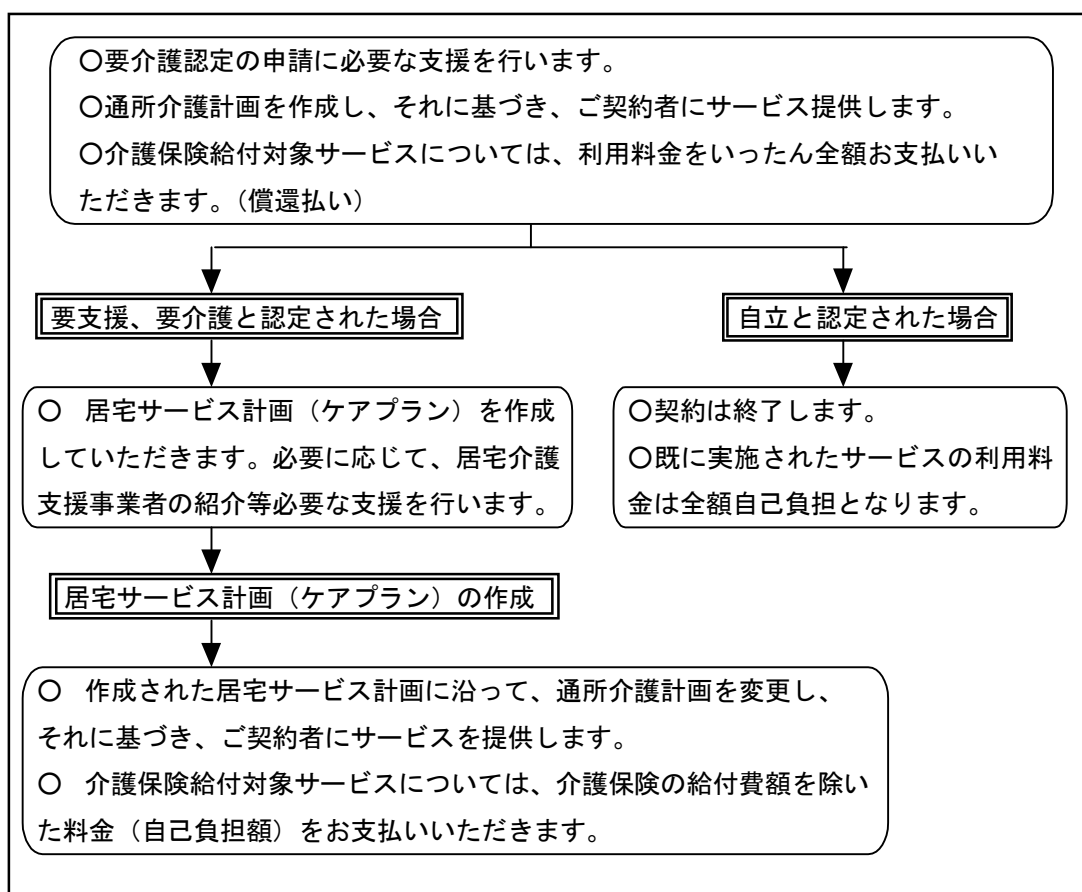 〇要介護認定の申請に必要な支援を行います。
〇通所介護計画を作成し、それに基づき、ご契約者にサービス提供します。
〇介護保険給付対象サービスについては、利用料金をいったん全額お支払いい
ただきます。(償還払い)
要支援、要介護と認定された場合
自立と認定された場合
〇 居宅サービス計画（ケアプラン）を作成
していただきます。必要に応じて、居宅介護
支援事業者の紹介等必要な支援を行います。
〇契約は終了します。
〇既に実施されたサービスの利用料
金は全額自己負担となります。
居宅サービス計画（ケアプラン）の作成
〇 作成された居宅サービス計画に沿って、通所介護計画を変更し、
それに基づき、ご契約者にサービスを提供します。
〇 介護保険給付対象サービスについては、介護保険の給付費額を除い
た料金（自己負担額）をお支払いいただきます。